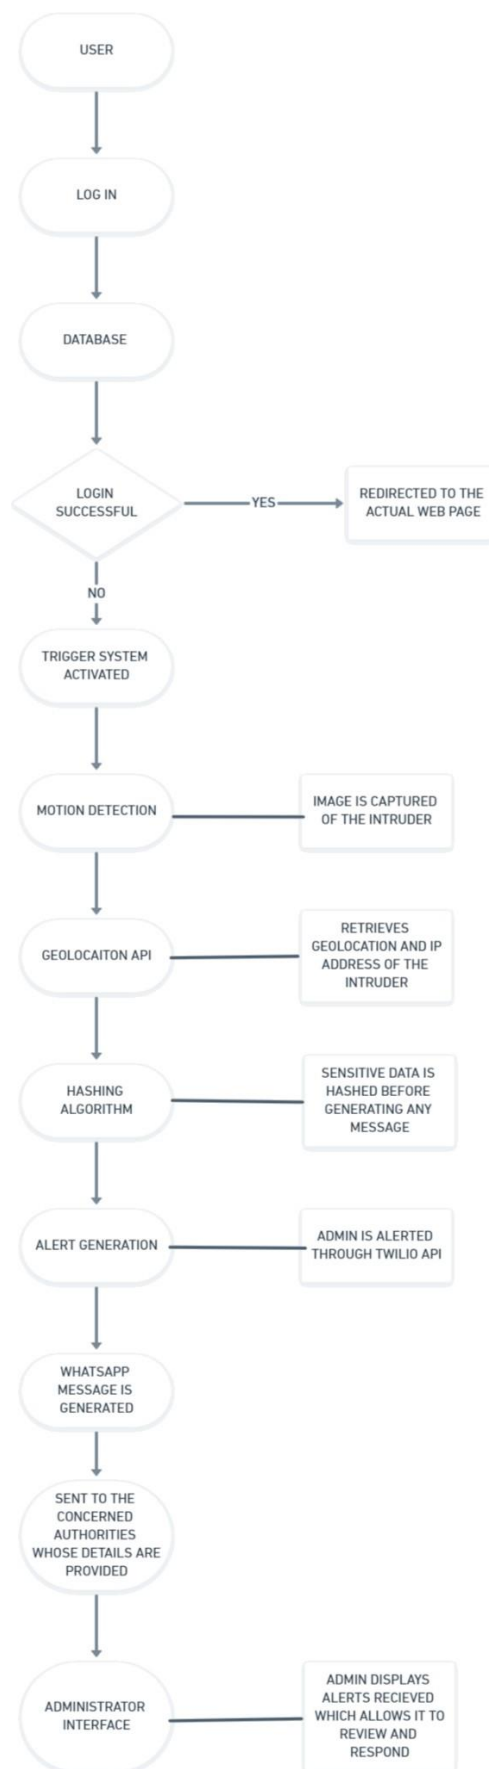 USER
LOG IN
DATABASE
LOGIN
SUCCESSFUL
YES
REDIRECTED TO THE
ACTUAL WEB PAGE
NO
TRIGGER SYSTEM
ACTIVATED
MOTION DETECTION
IMAGE IS CAPTURED
OF THE INTRUDER
GEOLOCAITON API
RETRIEVES
GEOLOCATION AND IP
ADDRESS OF THE
INTRUDER
HASHING
ALGORITHM
SENSITIVE DATA IS
HASHED BEFORE
GENERATING ANY
MESSAGE
ALERT GENERATION
ADMIN IS ALERTED
THROUGH TWILIO API
WHATSAPP
MESSAGE IS
GENERATED
SENT TO THE
CONCERNED
AUTHORITIES
WHOSE DETAILS ARE
PROVIDED
ADMINISTRATOR
INTERFACE
ADMIN DISPLAYS
ALERTS RECIEVED
WHICH ALLOWS IT TO
REVIEW AND
RESPOND